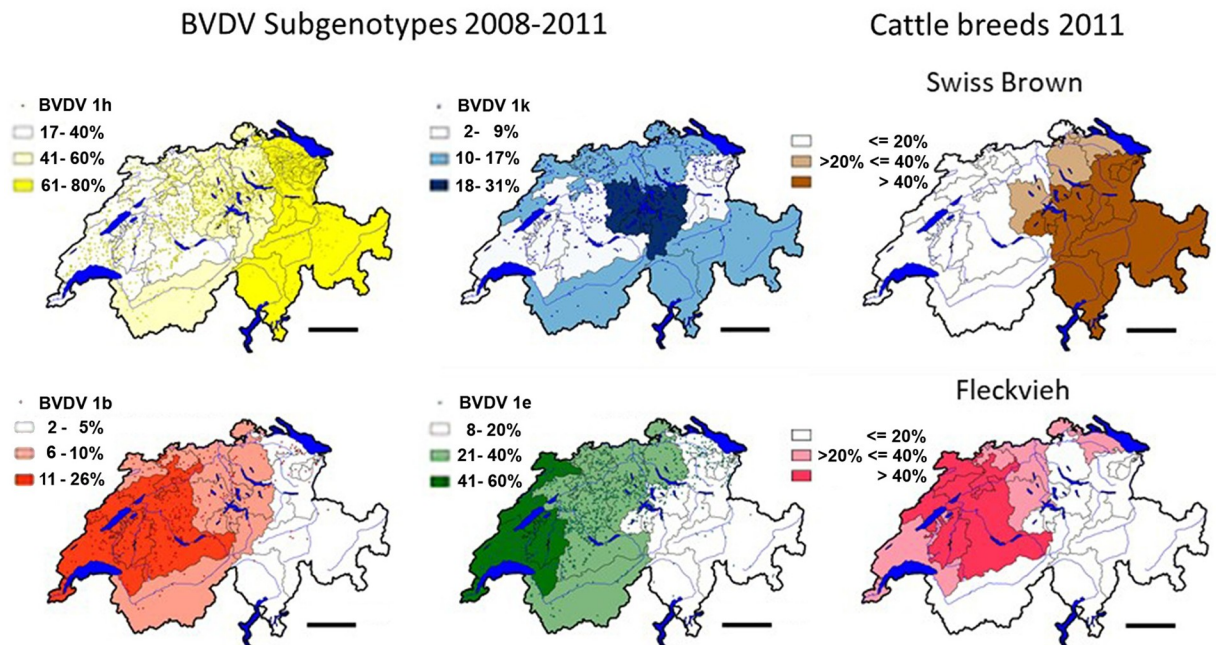 BVDV Subgenotypes 2008-2011
Cattle breeds 2011
BVDV 1h
17- 40%
41 - 60%
61 - 80%
BVDV 1k
2- 9%
10 - 17%
18 - 31%
Swiss Brown
<= 20%
>20% <= 40%
> 40%
BVDV 1b
2 - 5%
6 - 10%
11 - 26%
BVDV 1e
8- 20%
21 - 40%
41 - 60%
Fleckvieh
<= 20%
>20% <= 40%
> 40%